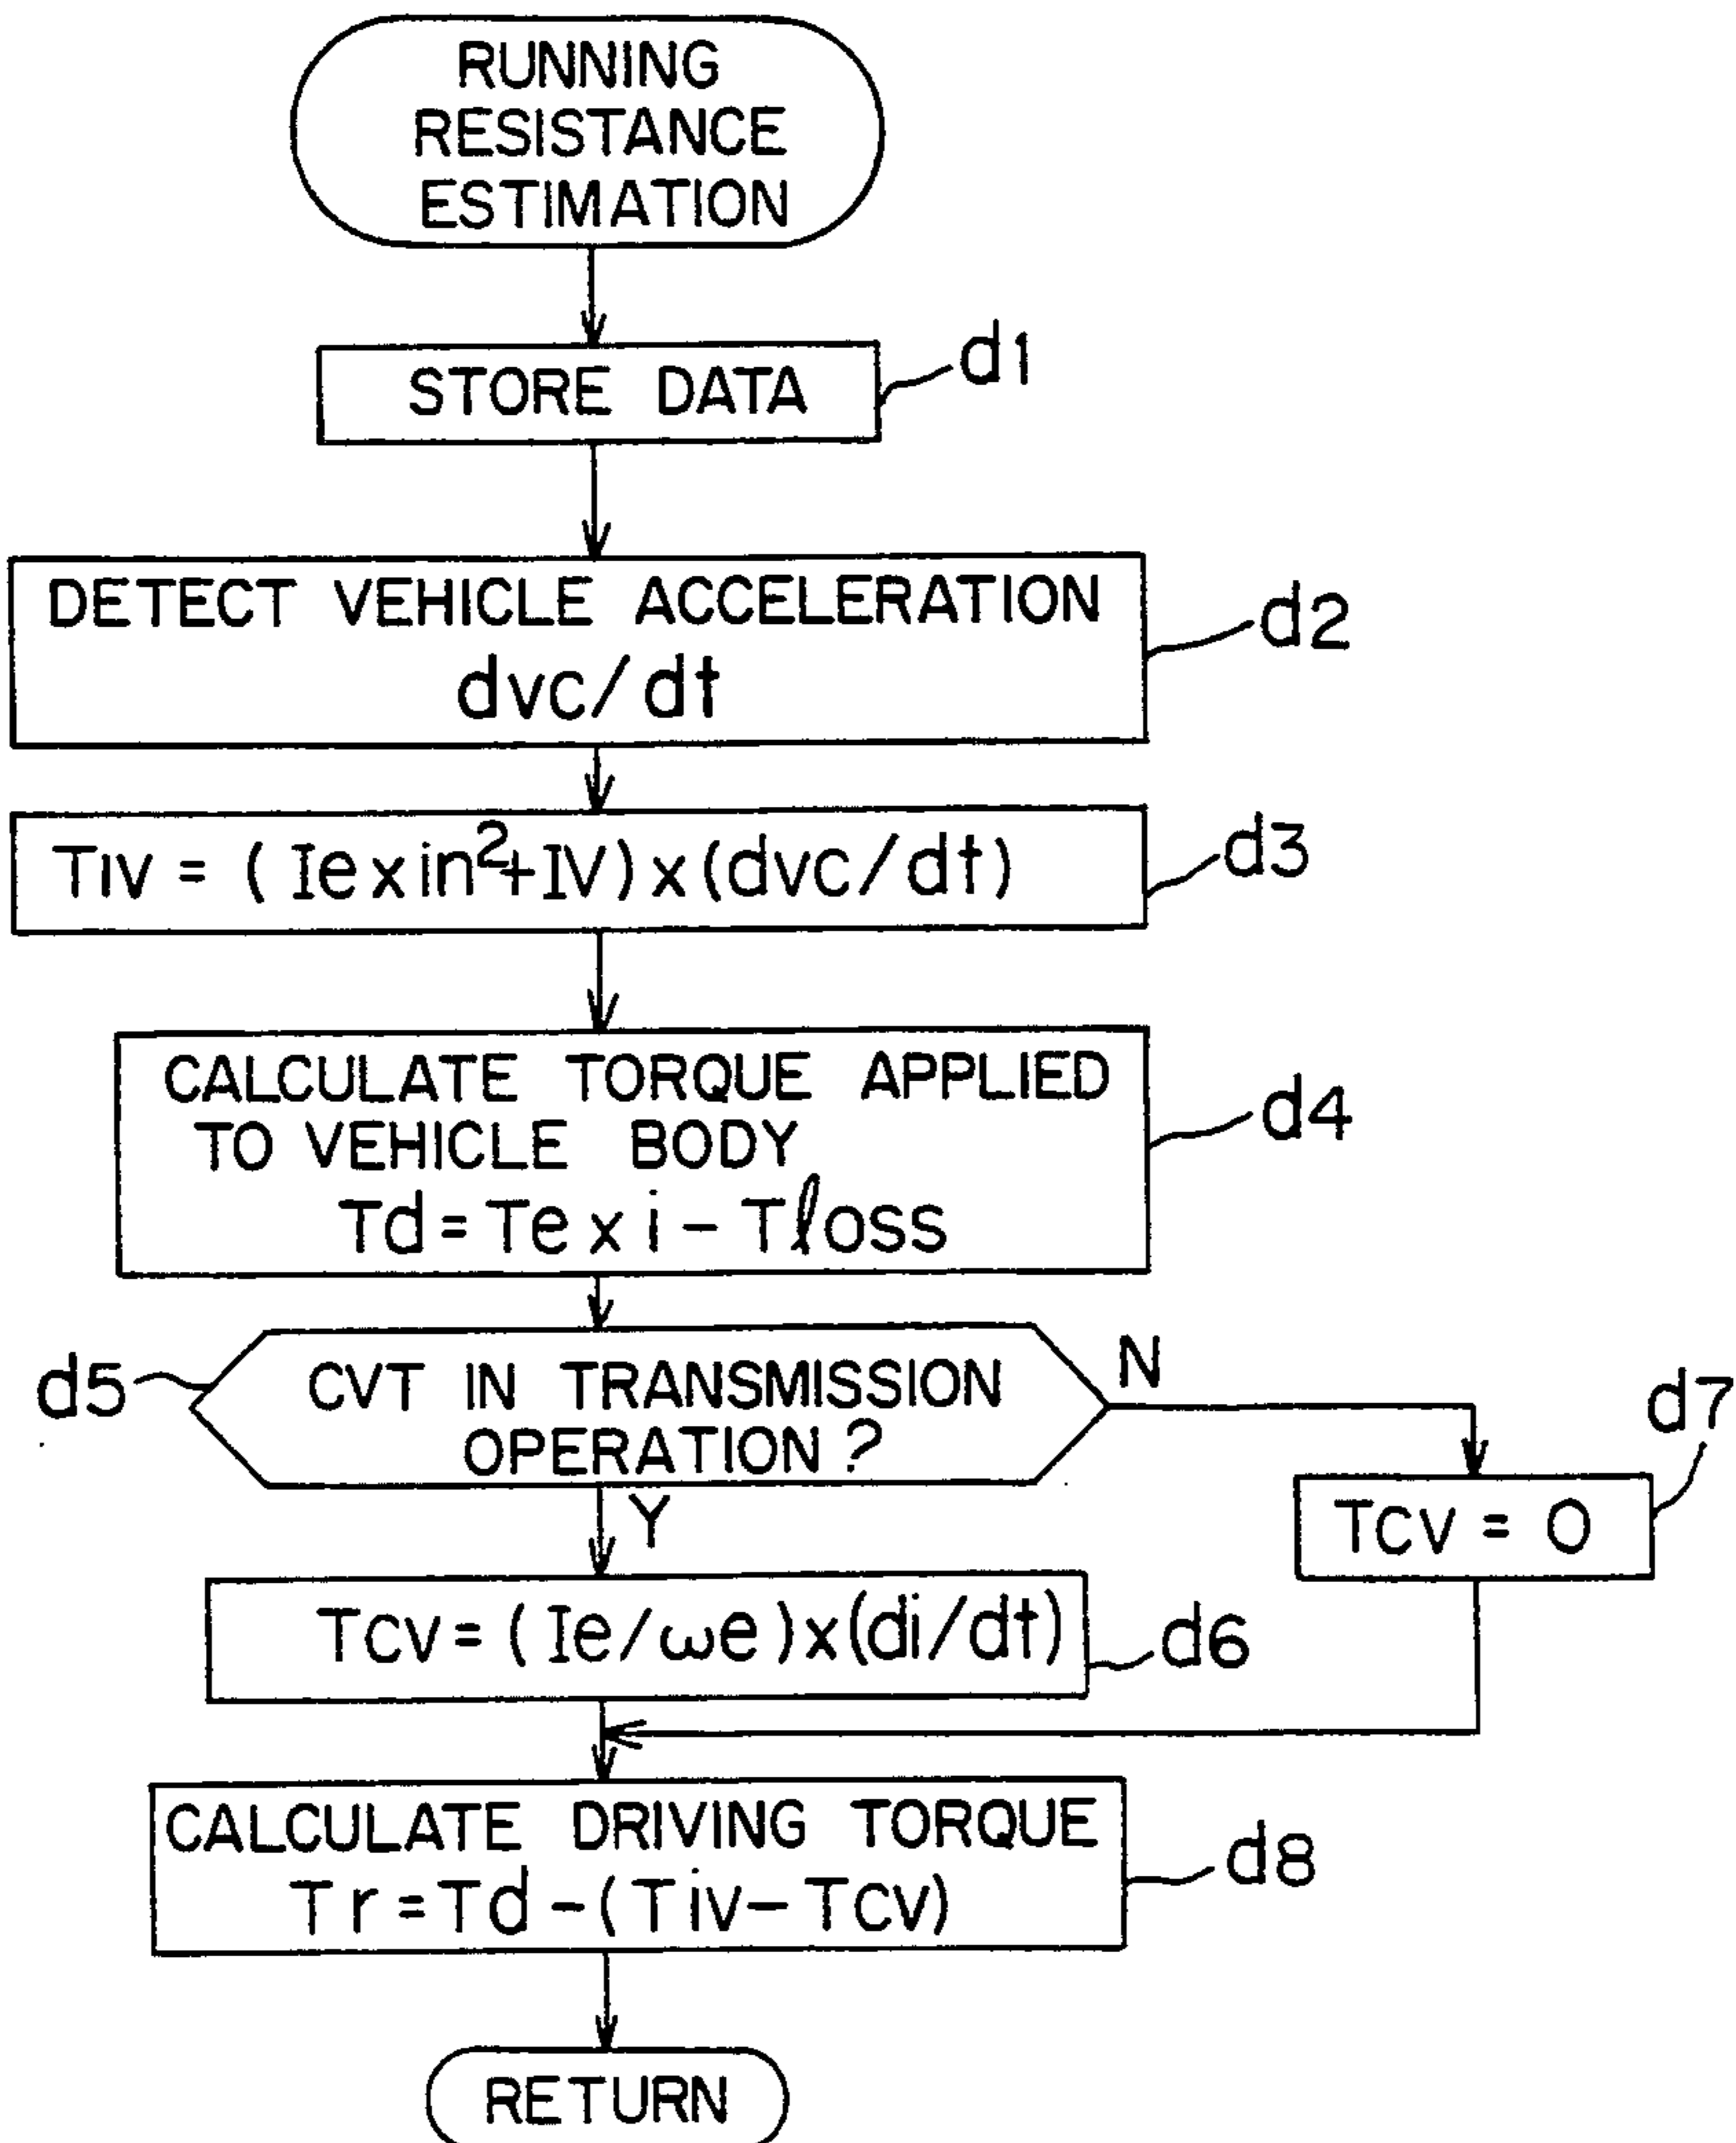 RUNNING
RESISTANCE
ESTIMATION
STORE DATA
d1
DETECT VEHICLE ACCELERATION
dvc/dt
d2
TIV = (Ie x in²+IV) x (dvc/dt)
d3
CALCULATE TORQUE APPLIED
TO VEHICLE BODY
Td = Te x i - Tloss
d4
d5
CVT IN TRANSMISSION
OPERATION?
N
Y
d7
TCV = 0
TCV = (Ie/ωe) x (di/dt)
d6
CALCULATE DRIVING TORQUE
Tr = Td - (Tiv - TCV)
d8
RETURN